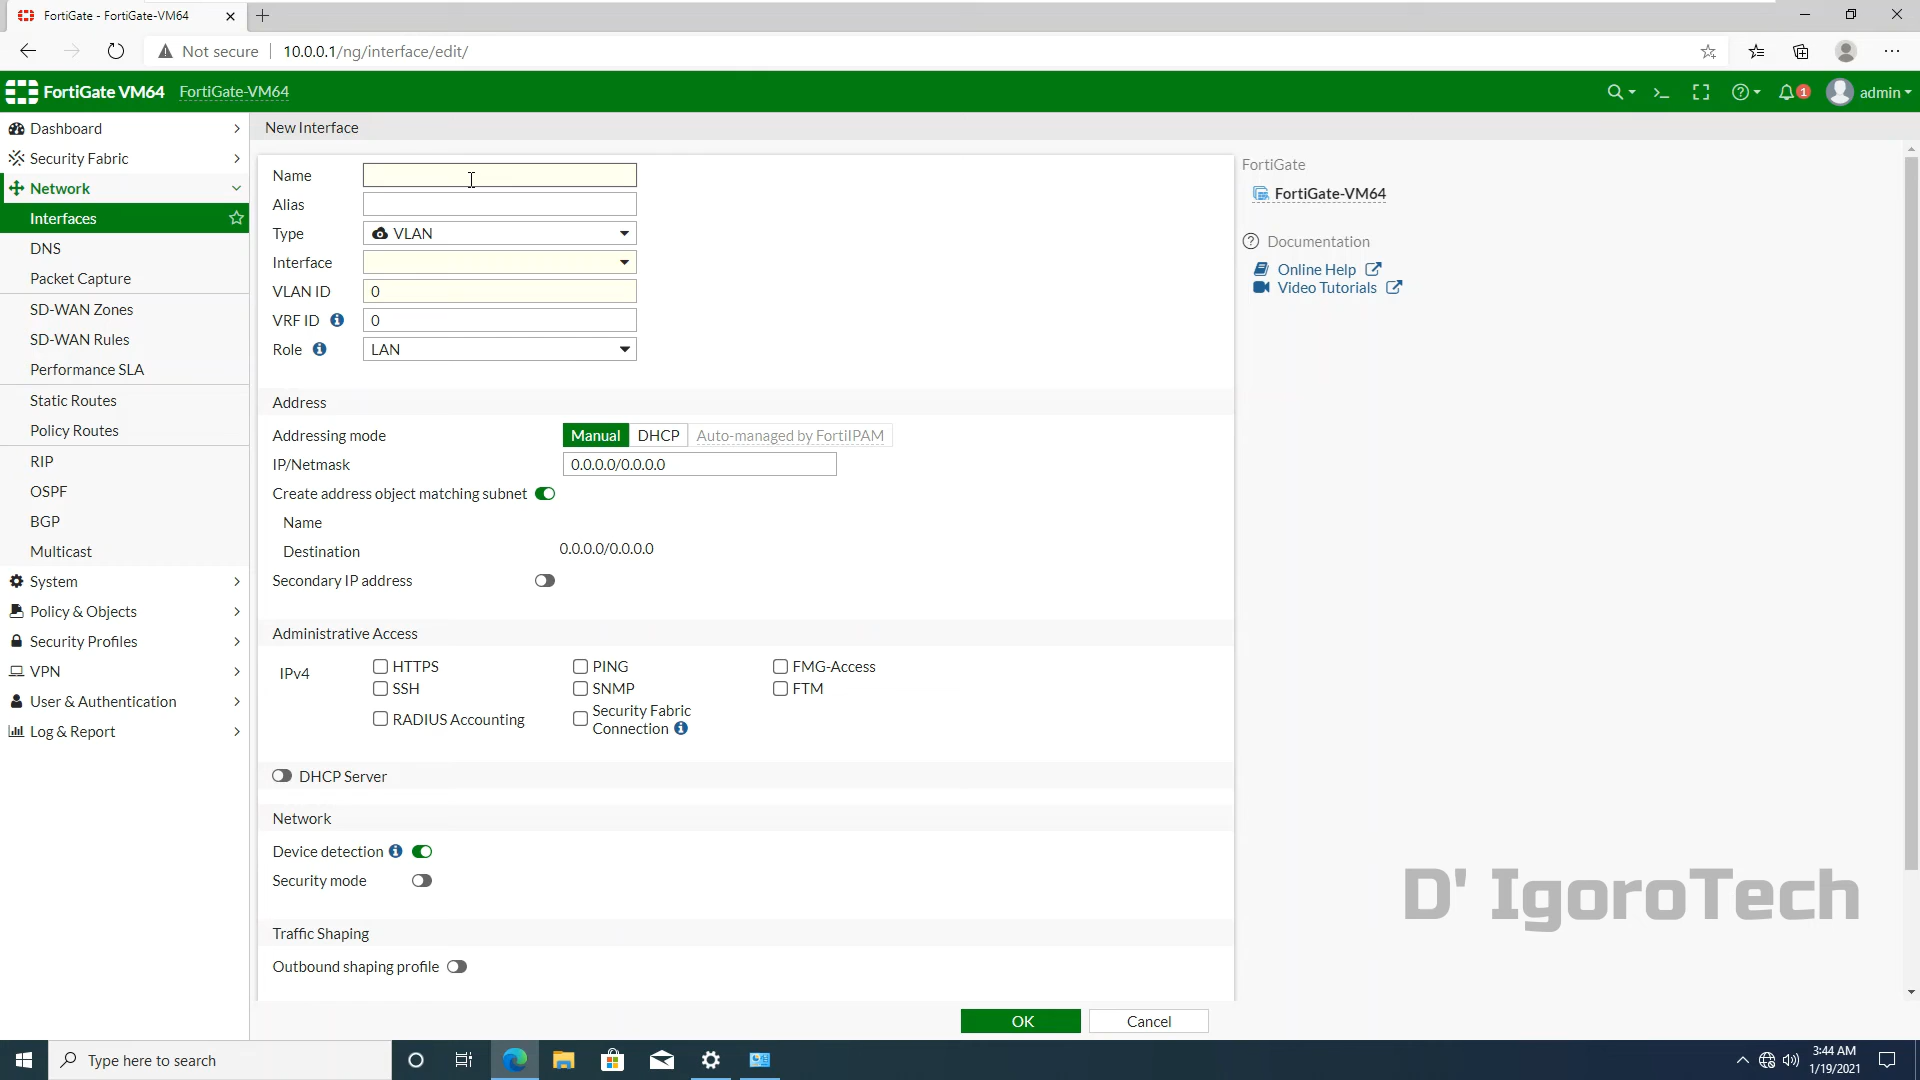 FortiGate - FortiGate-VM64
Not secure
10.0.0.1/ng/interface/edit/
FortiGate VM64
FortiGate-VM64
1
admin
Dashboard
Security Fabric
Network
Interfaces
DNS
Packet Capture
SD-WAN Zones
SD-WAN Rules
Performance SLA
Static Routes
Policy Routes
RIP
OSPF
BGP
Multicast
System
Policy & Objects
Security Profiles
VPN
User & Authentication
Log & Report
New Interface
Name
Alias
Type VLAN
Interface
VLAN ID 0
VRF ID 0
Role LAN
Address
Addressing mode Manual DHCP Auto-managed by FortiIPAM
IP/Netmask 0.0.0.0/0.0.0.0
Create address object matching subnet
Name
Destination 0.0.0.0/0.0.0.0
Secondary IP address
Administrative Access
IPv4 HTTPS PING FMG-Access
SSH SNMP FTM
RADIUS Accounting Security Fabric
Connection
DHCP Server
Network
Device detection
Security mode
Traffic Shaping
Outbound shaping profile
OK Cancel
FortiGate
FortiGate-VM64
Documentation
Online Help
Video Tutorials
D' IgoroTech
Type here to search
3:44 AM
1/19/2021